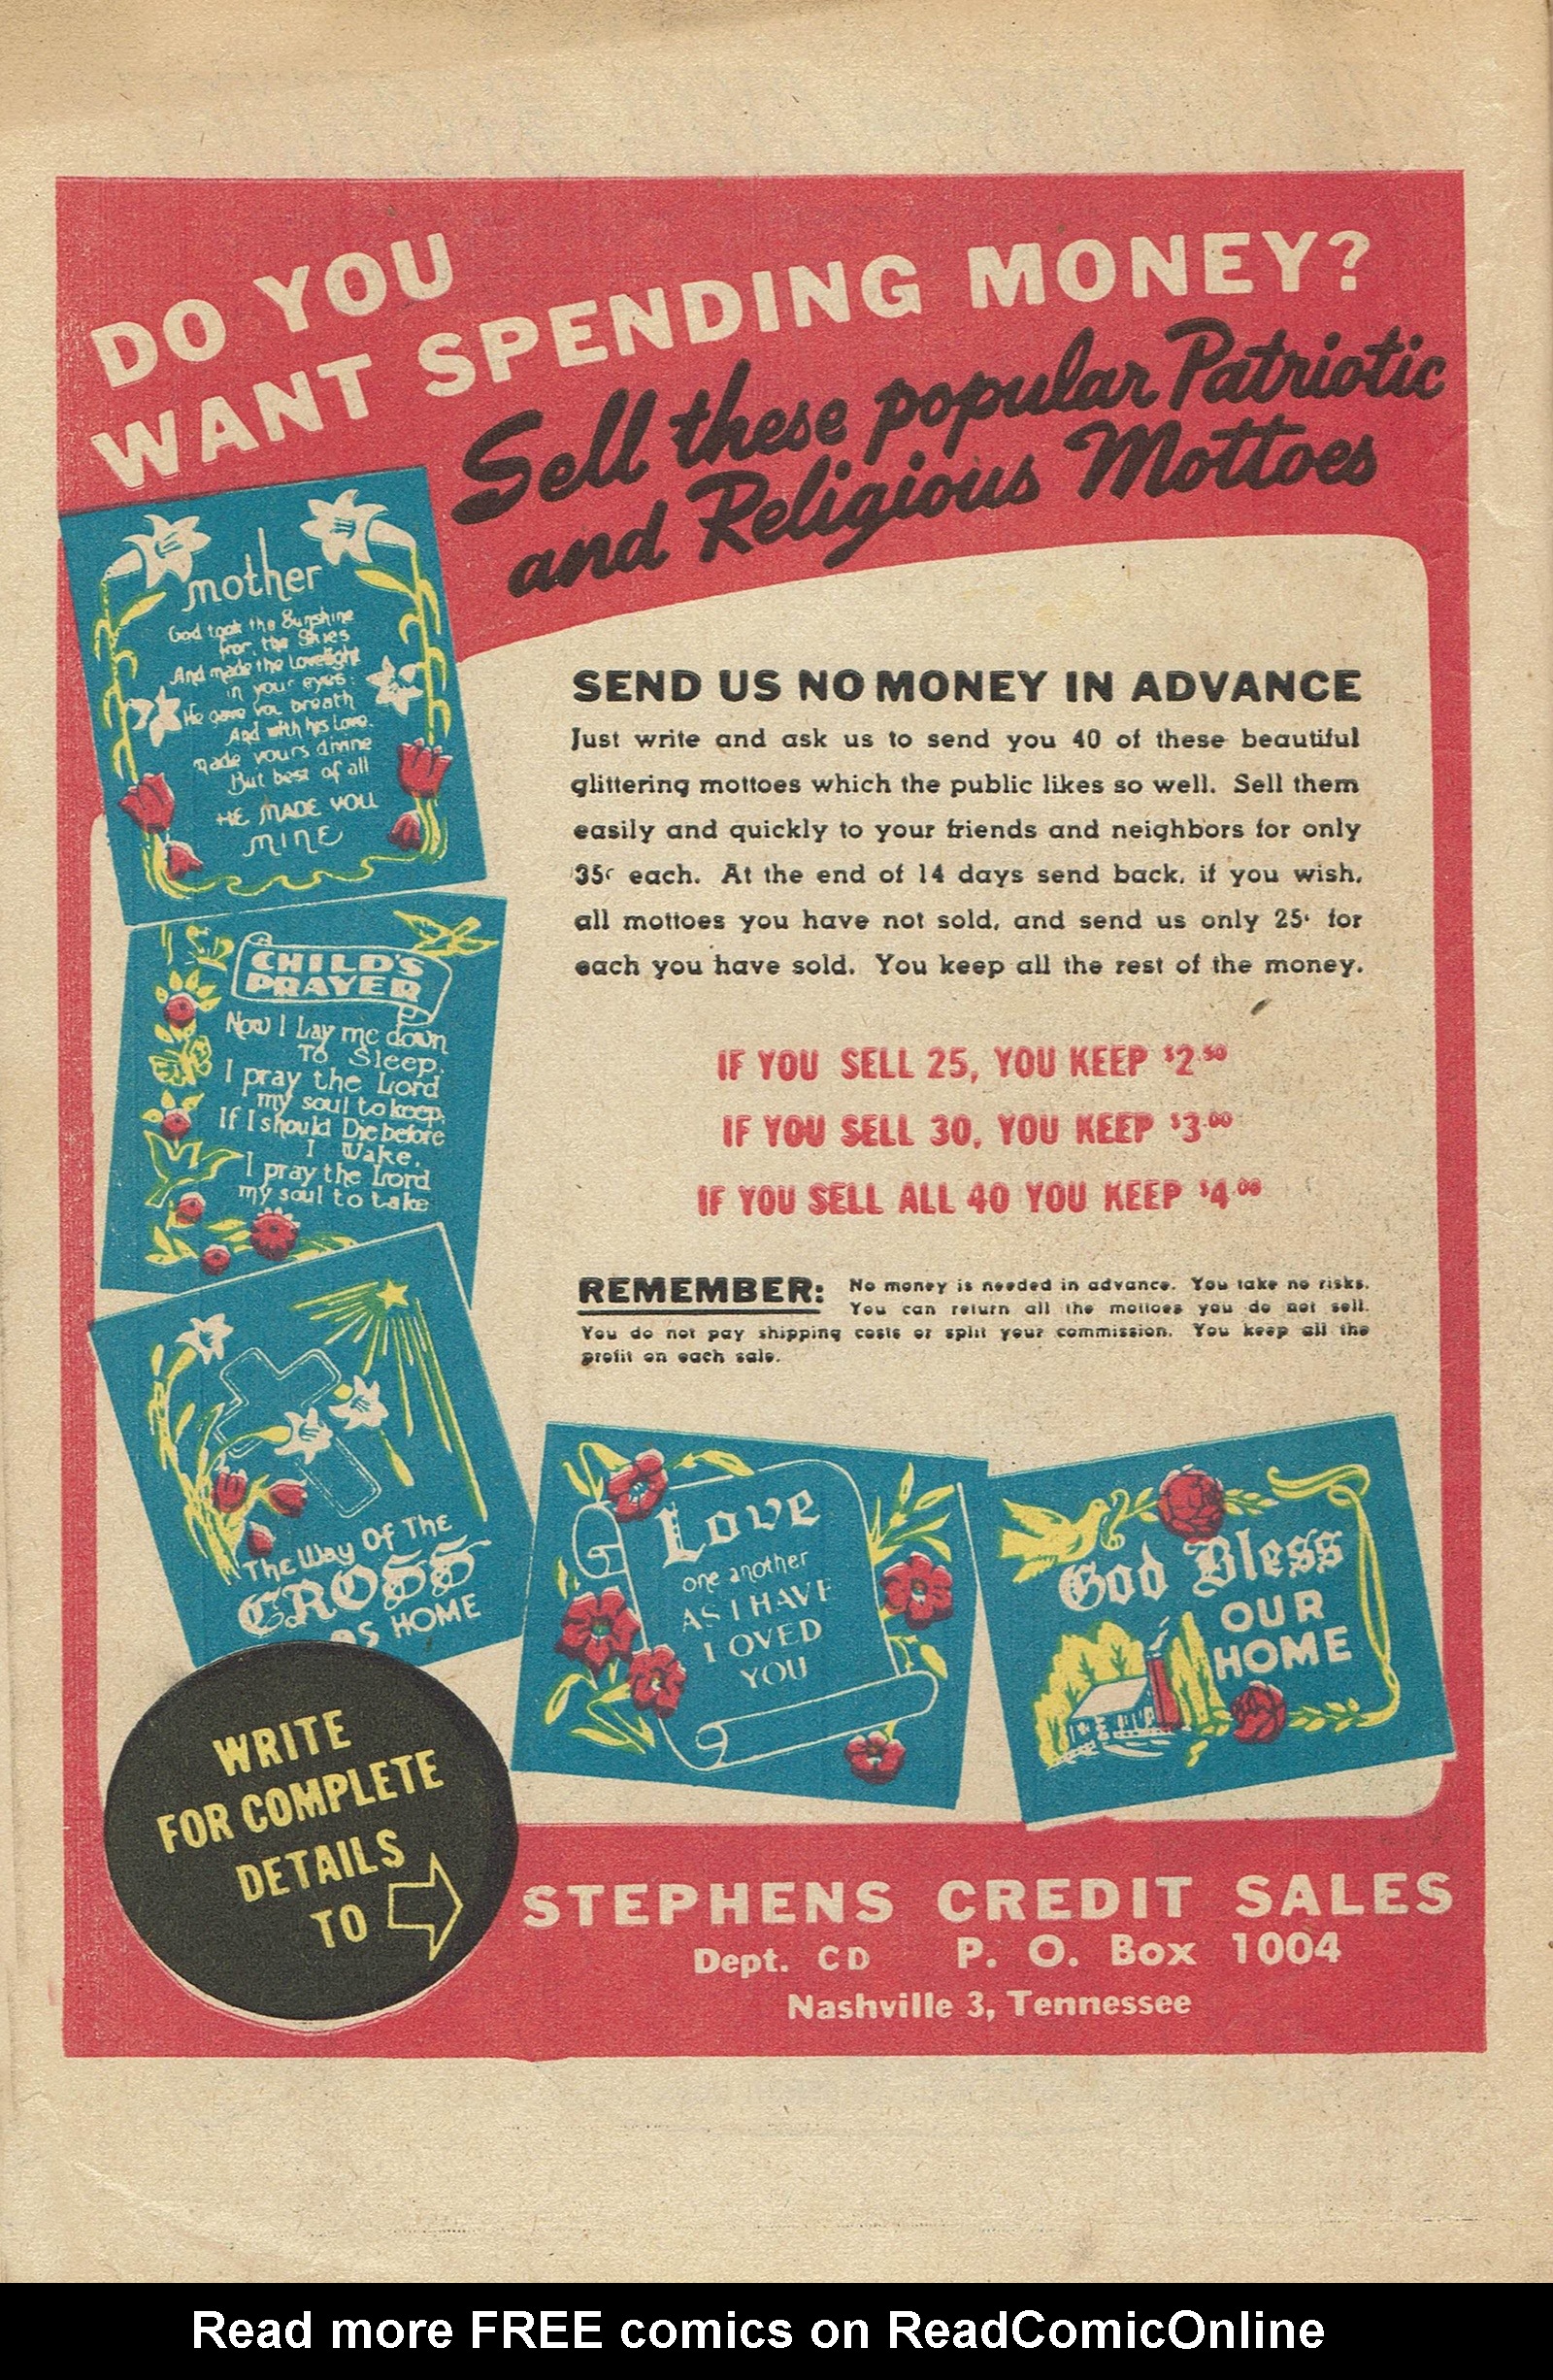 DO YOU
WANT SPENDING MONEY?
Sell these popular Patriotic
and Religious Mottoes
mother
God took the Sunshine
from the Skies
And made the Lovelight
in your eyes:
He gave you breath
And with his Love.
made yours divine
But best of all
HE MADE YOU
MINE
CHILD'S
PRAYER
Now I Lay me down
To Sleep,
I pray the Lord
my soul to keep,
If I should Die before
I Wake,
I pray the Lord
my soul to take
The Way Of The
CROSS
HOME
SEND US NO MONEY IN ADVANCE
Just write and ask us to send you 40 of these beautiful
glittering mottoes which the public likes so well. Sell them
easily and quickly to your friends and neighbors for only
35c each. At the end of 14 days send back, if you wish,
all mottoes you have not sold, and send us only 25c for
each you have sold. You keep all the rest of the money.
IF YOU SELL 25, YOU KEEP $2.50
IF YOU SELL 30, YOU KEEP $3.00
IF YOU SELL ALL 40 YOU KEEP $4.00
REMEMBER: No money is needed in advance. You take no risks.
You can return all the mottoes you do not sell.
You do not pay shipping costs or split your commission. You keep all the
profit on each sale.
Love
one another
AS I HAVE
LOVED
YOU
God Bless
OUR
HOME
WRITE
FOR COMPLETE
DETAILS
TO
STEPHENS CREDIT SALES
Dept. CD P. O. Box 1004
Nashville 3, Tennessee
Read more FREE comics on ReadComicOnline